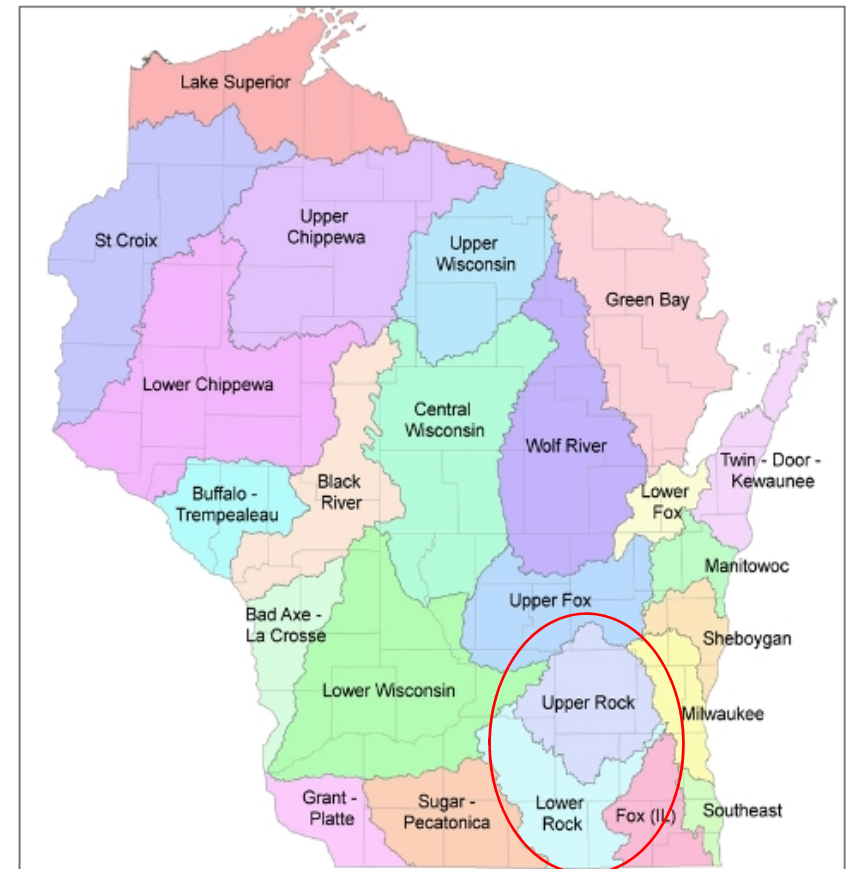 Lake Superior
St Croix
Upper
Chippewa
Upper
Wisconsin
Green Bay
Lower Chippewa
Central
Wisconsin
Wolf River
Twin - Door -
Kewaunee
Buffalo -
Trempealeau
Black
River
Lower
Fox
Manitowoc
Upper Fox
Bad Axe -
La Crosse
Sheboygan
Lower Wisconsin
Upper Rock
Milwaukee
Grant -
Platte
Sugar -
Pecatonica
Lower
Rock
Fox (IL)
Southeast